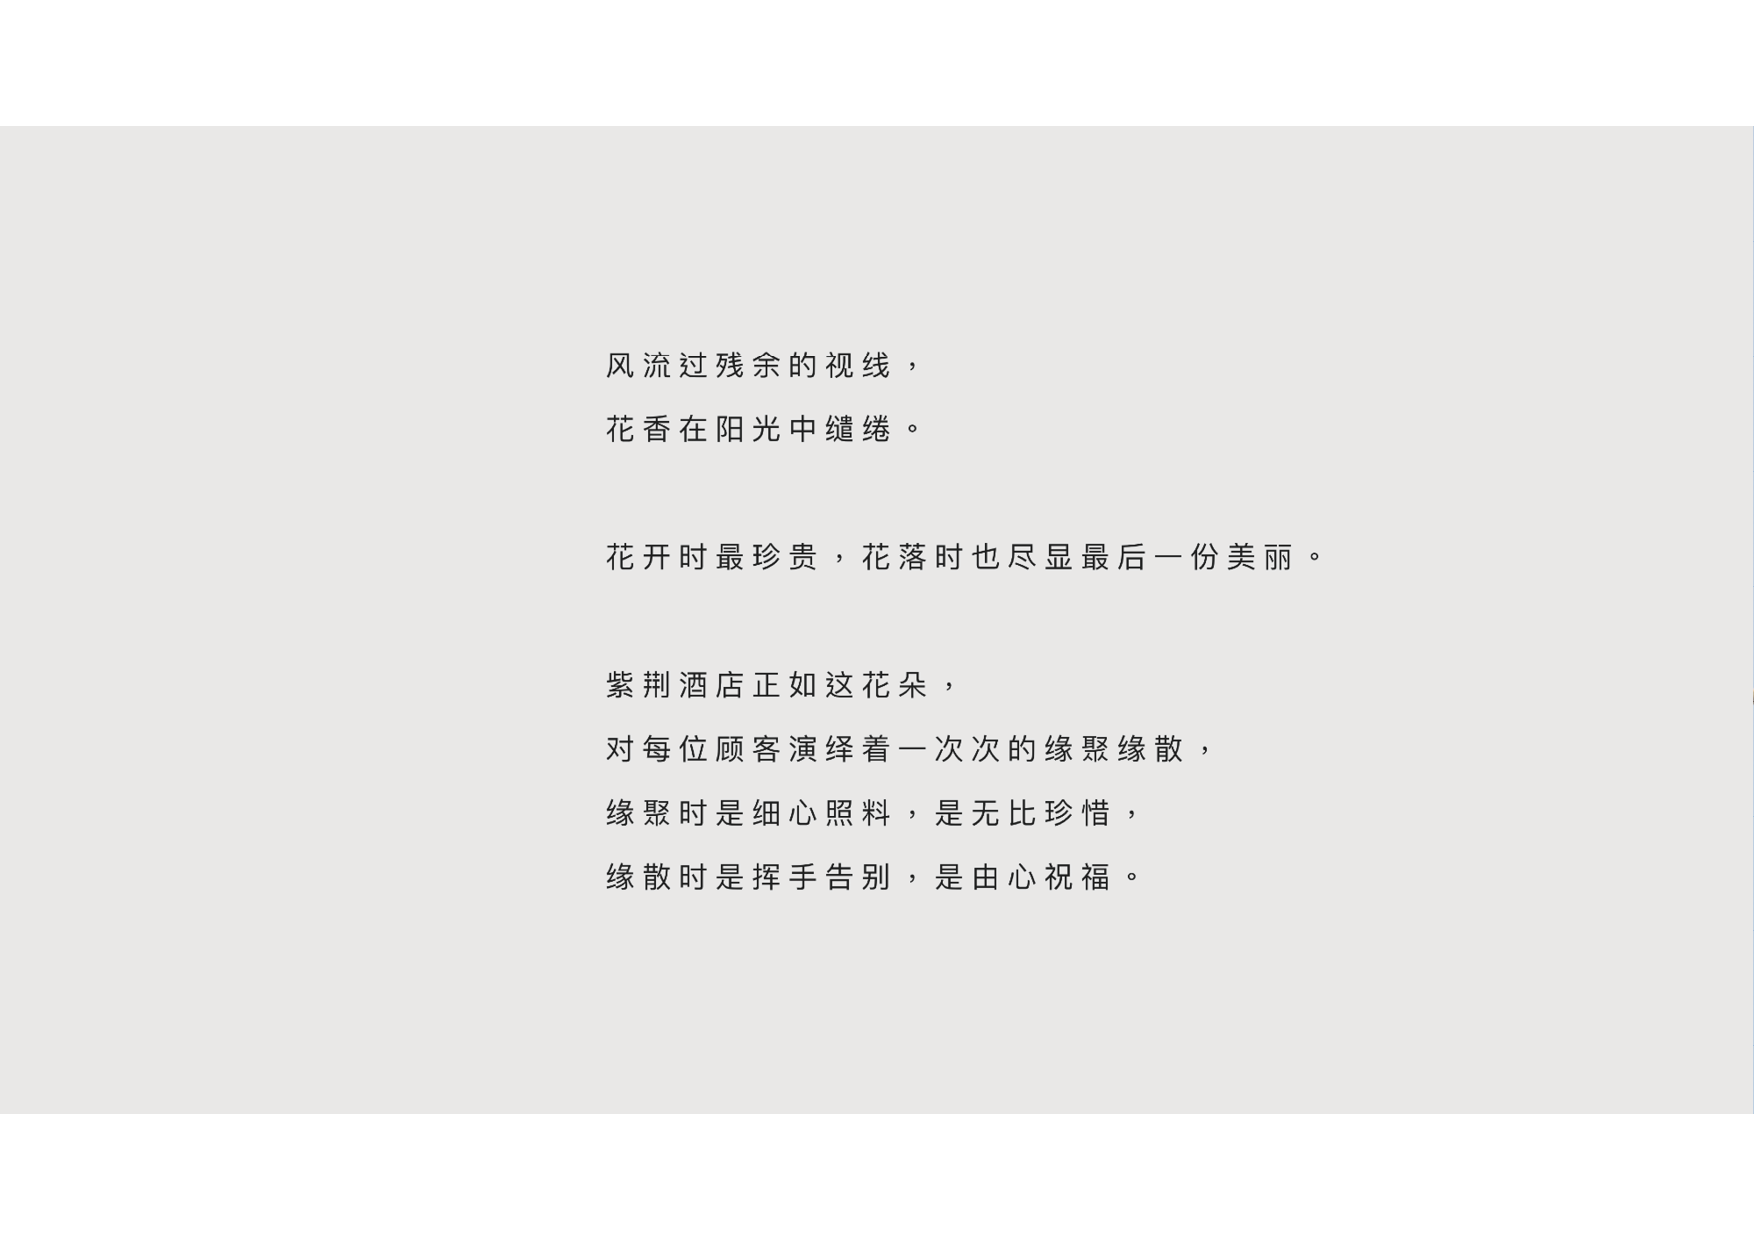 风流过残余的视线，
花香在阳光中缱绻。
花开时最珍贵，花落时也尽显最后一份美丽。
紫荆酒店正如这花朵，
对每位顾客演绎着一次次的缘聚缘散，
缘聚时是细心照料，是无比珍惜，
缘散时是挥手告别，是由心祝福。